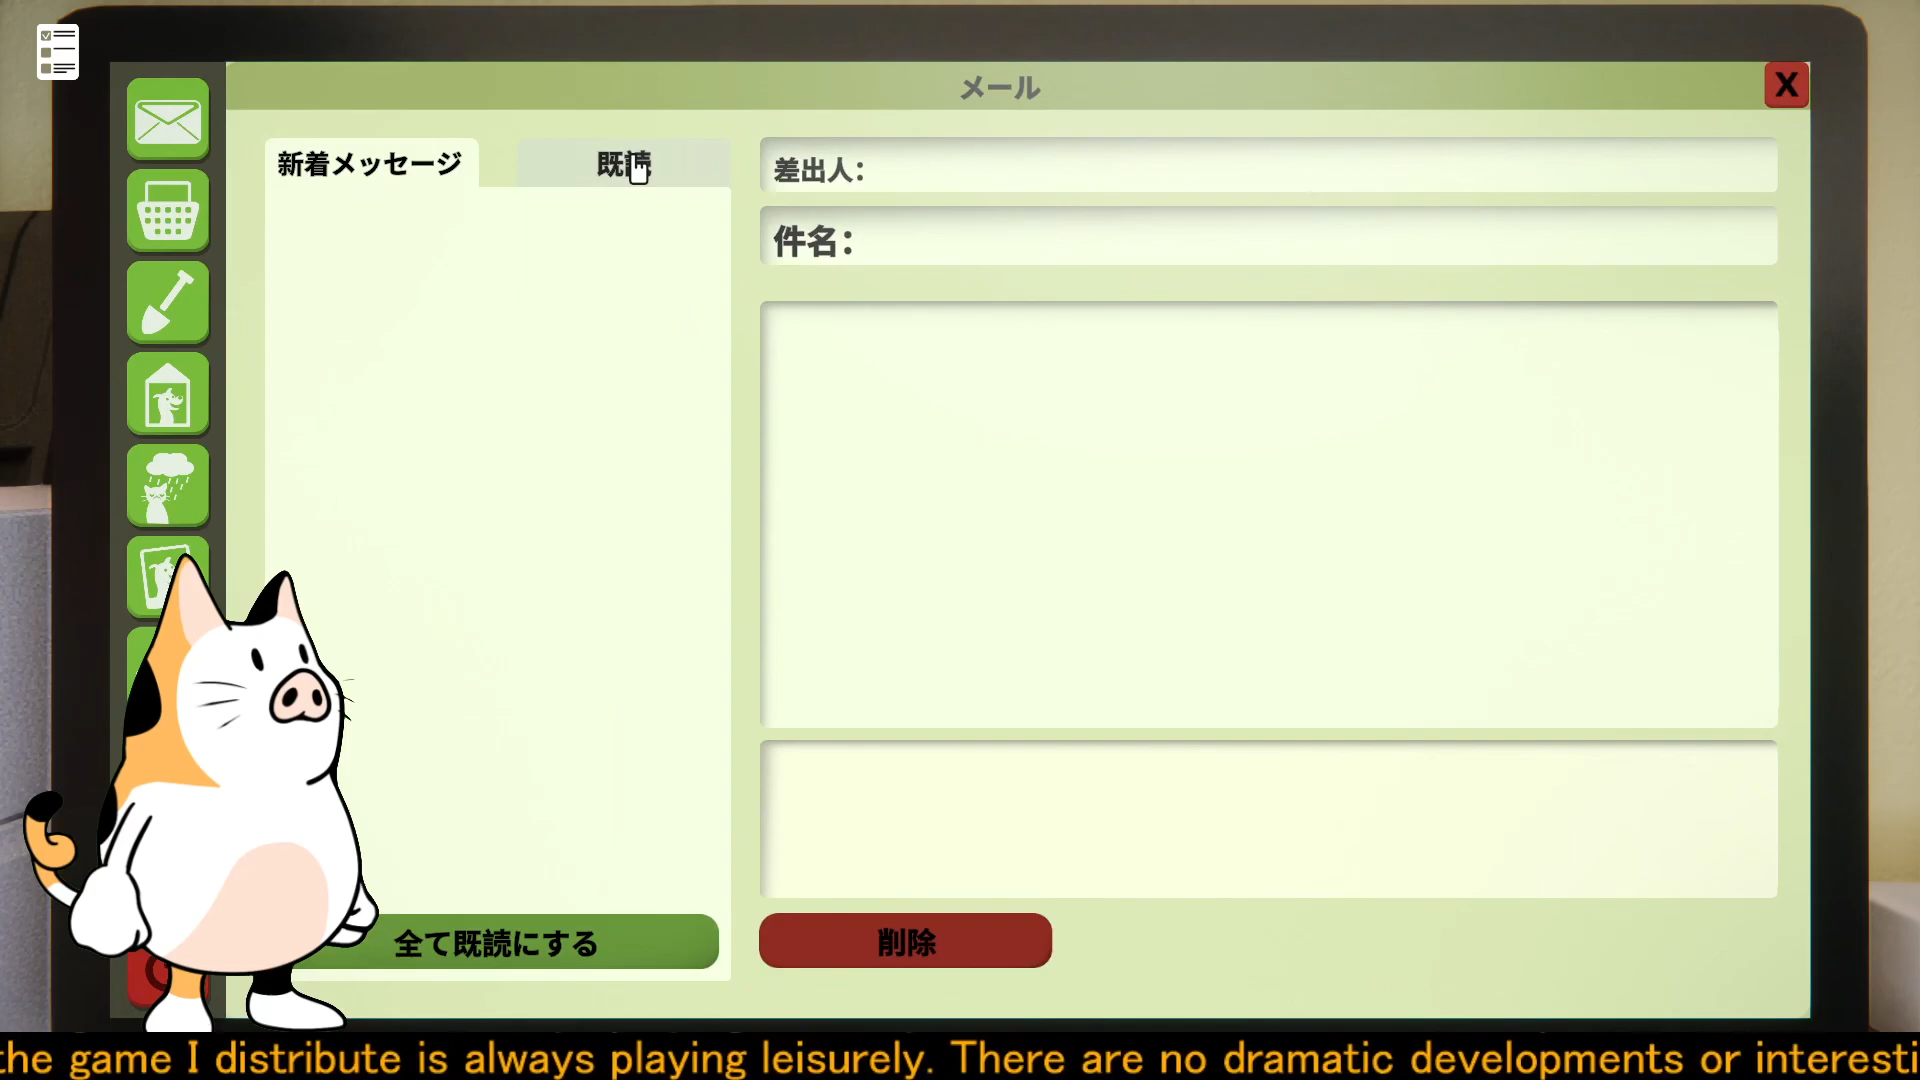 メール
X
新着メッセージ
既読
差出人：
件名：
全て既読にする
削除
the game I distribute is always playing leisurely. There are no dramatic developments or interesti